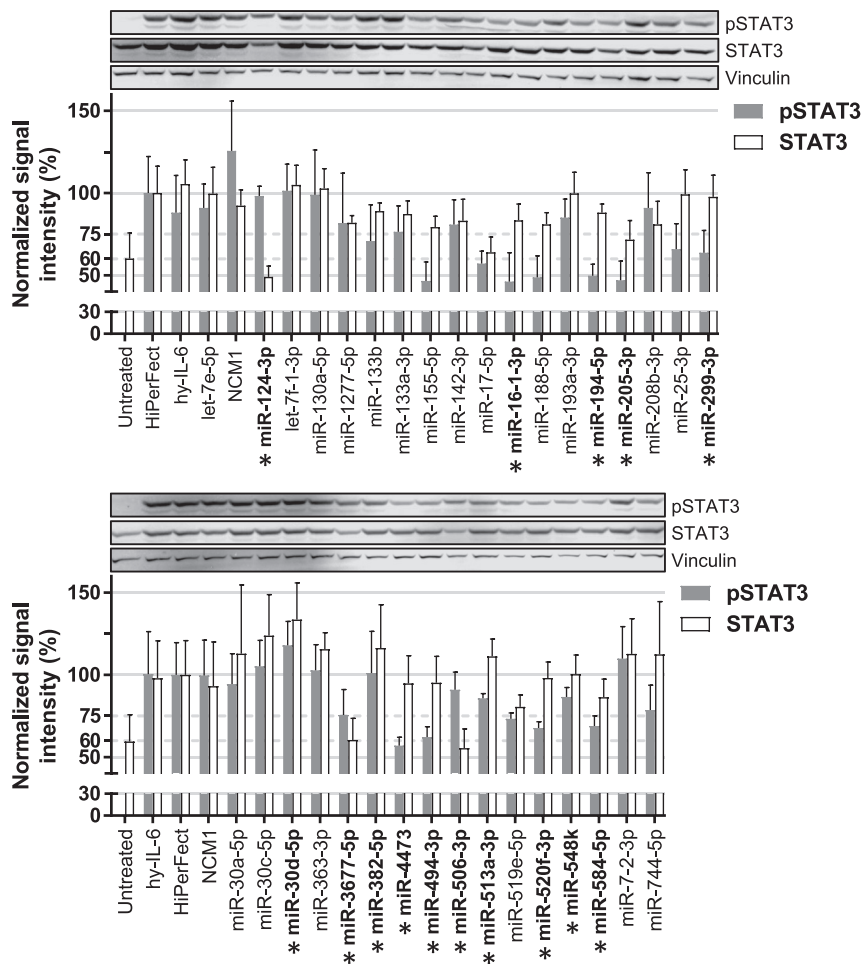 pSTAT3
STAT3
Vinculin
150
100
75
60
50
30
0
Normalized signal
intensity (%)
pSTAT3
STAT3
Untreated
HiPerFect
hy-IL-6
let-7e-5p
NCM1
* miR-124-3p
let-7f-1-3p
miR-130a-5p
miR-1277-5p
miR-133b
miR-133a-3p
miR-155-5p
miR-142-3p
miR-17-5p
* miR-16-1-3p
miR-188-5p
miR-193a-3p
* miR-194-5p
* miR-205-3p
miR-208b-3p
miR-25-3p
* miR-299-3p
pSTAT3
STAT3
Vinculin
150
100
75
60
50
30
0
Normalized signal
intensity (%)
pSTAT3
STAT3
Untreated
hy-IL-6
HiPerFect
NCM1
miR-30a-5p
miR-30c-5p
* miR-30d-5p
miR-363-3p
* miR-3677-5p
* miR-382-5p
* miR-4473
* miR-494-3p
* miR-506-3p
* miR-513a-3p
miR-519e-5p
* miR-520f-3p
* miR-548k
* miR-584-5p
miR-7-2-3p
miR-744-5p